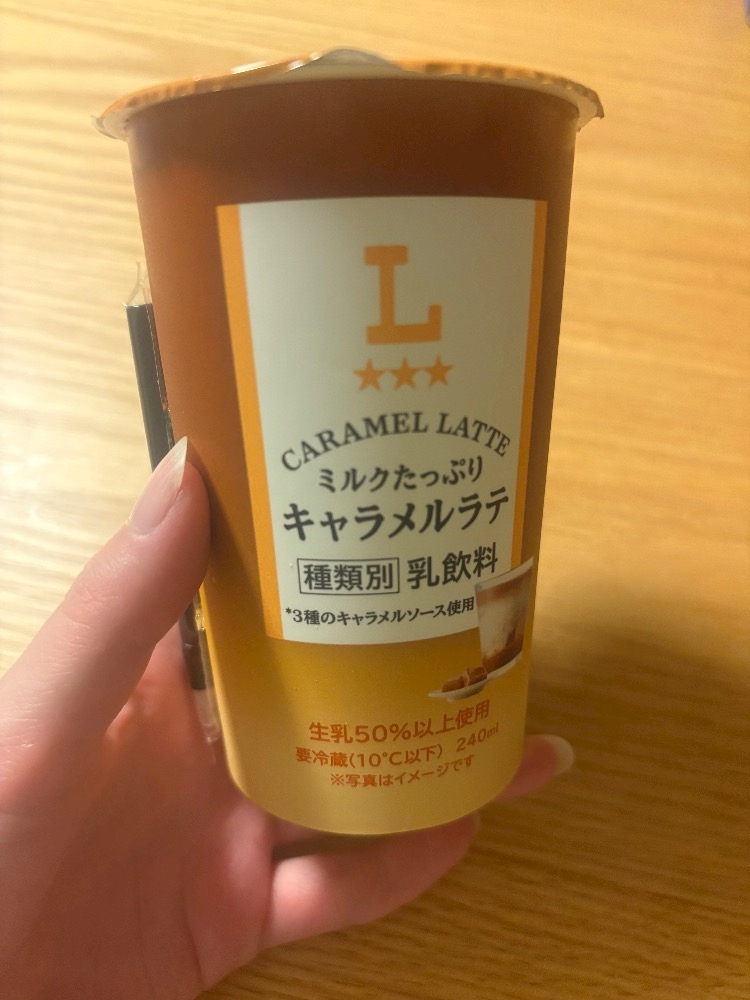 L
★★★
CARAMEL LATTE
ミルクたっぷり
キャラメルラテ
種類別 乳飲料
*3種のキャラメルソース使用
生乳50%以上使用
要冷蔵(10°C以下) 240ml
※写真はイメージです